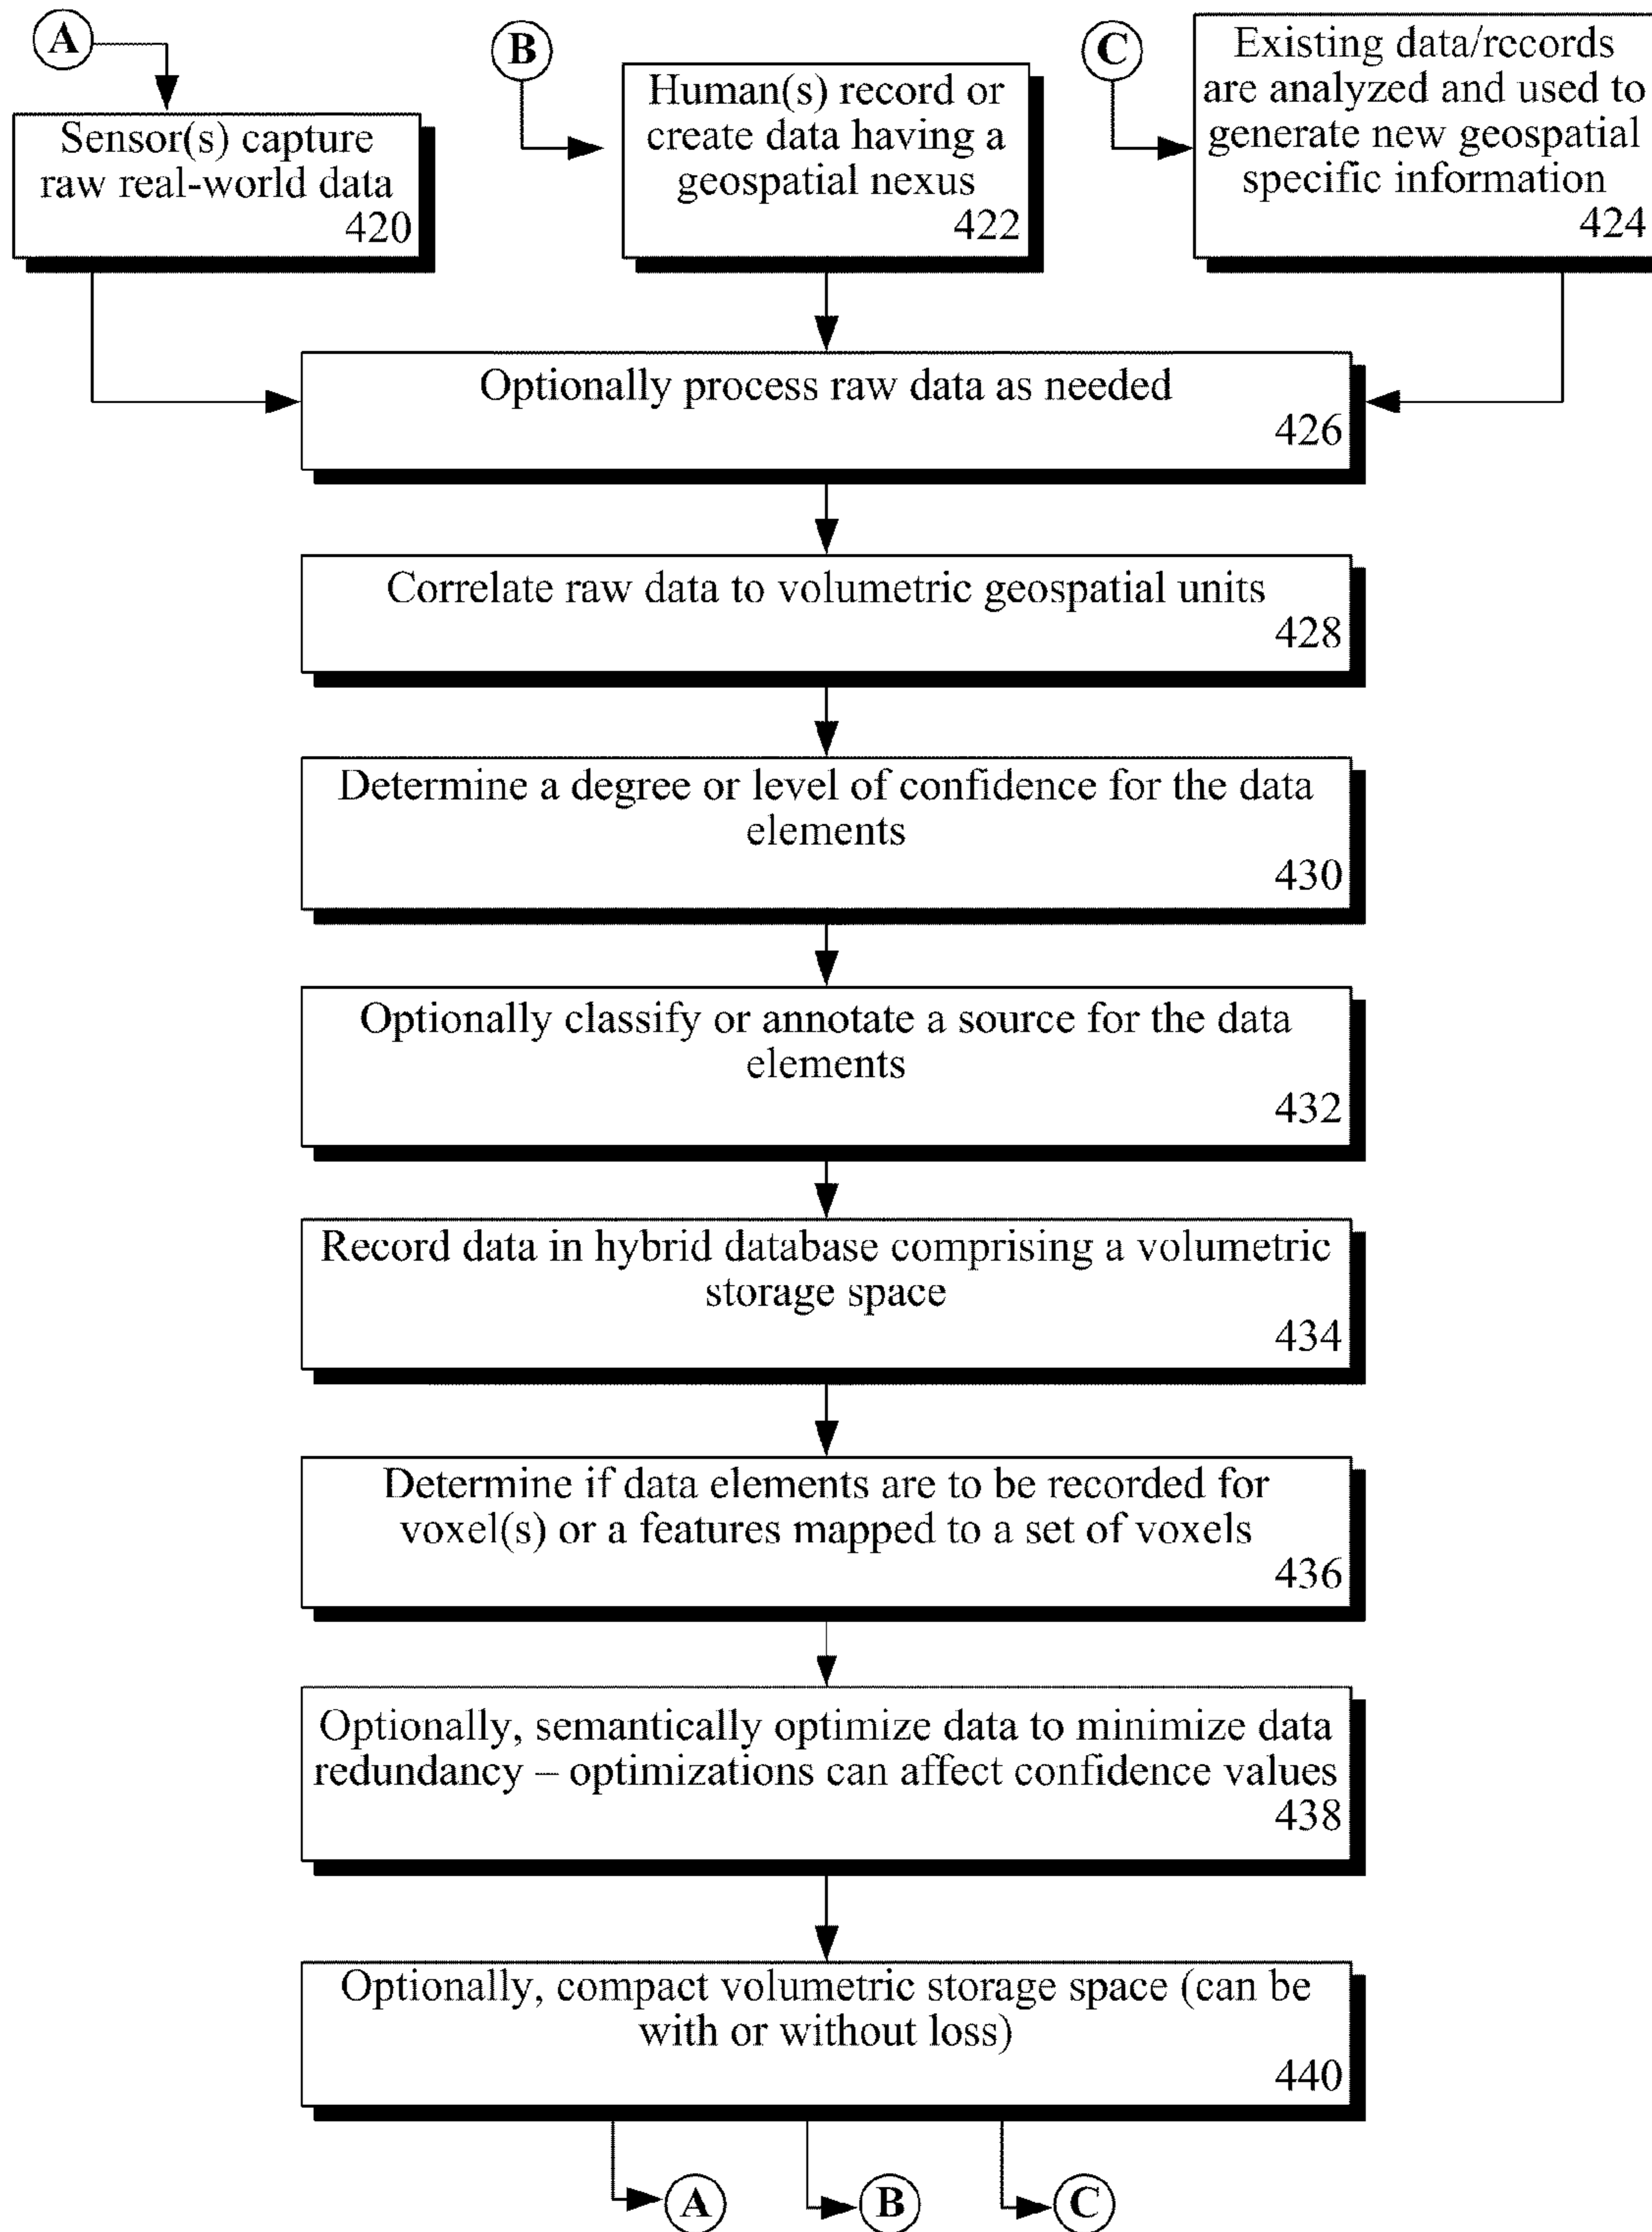 A
Sensor(s) capture
raw real-world data
420
B
Human(s) record or
create data having a
geospatial nexus
422
C
Existing data/records
are analyzed and used to
generate new geospatial
specific information
424
Optionally process raw data as needed
426
Correlate raw data to volumetric geospatial units
428
Determine a degree or level of confidence for the data
elements
430
Optionally classify or annotate a source for the data
elements
432
Record data in hybrid database comprising a volumetric
storage space
434
Determine if data elements are to be recorded for
voxel(s) or a features mapped to a set of voxels
436
Optionally, semantically optimize data to minimize data
redundancy – optimizations can affect confidence values
438
Optionally, compact volumetric storage space (can be
with or without loss)
440
A
B
C